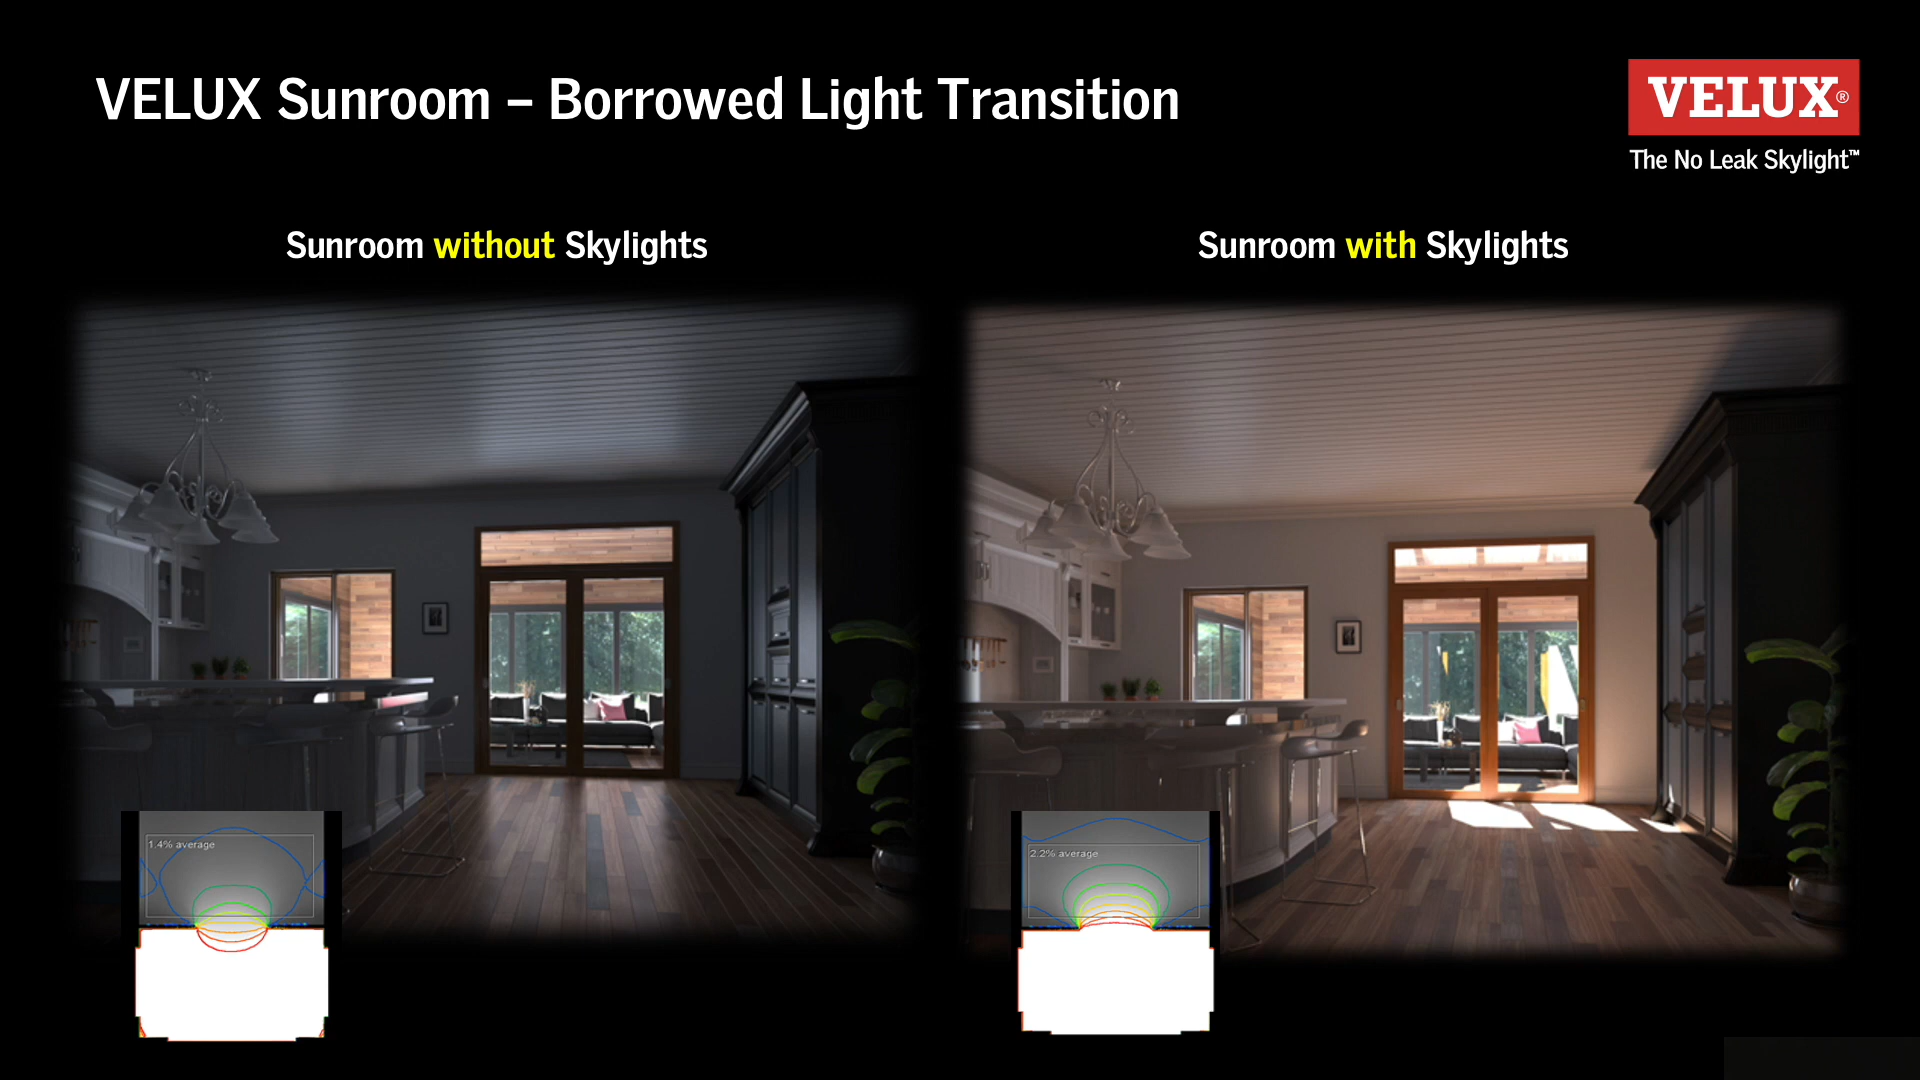 VELUX Sunroom – Borrowed Light Transition
VELUX®
The No Leak Skylight™
Sunroom without Skylights
Sunroom with Skylights
1.4% average
2.2% average